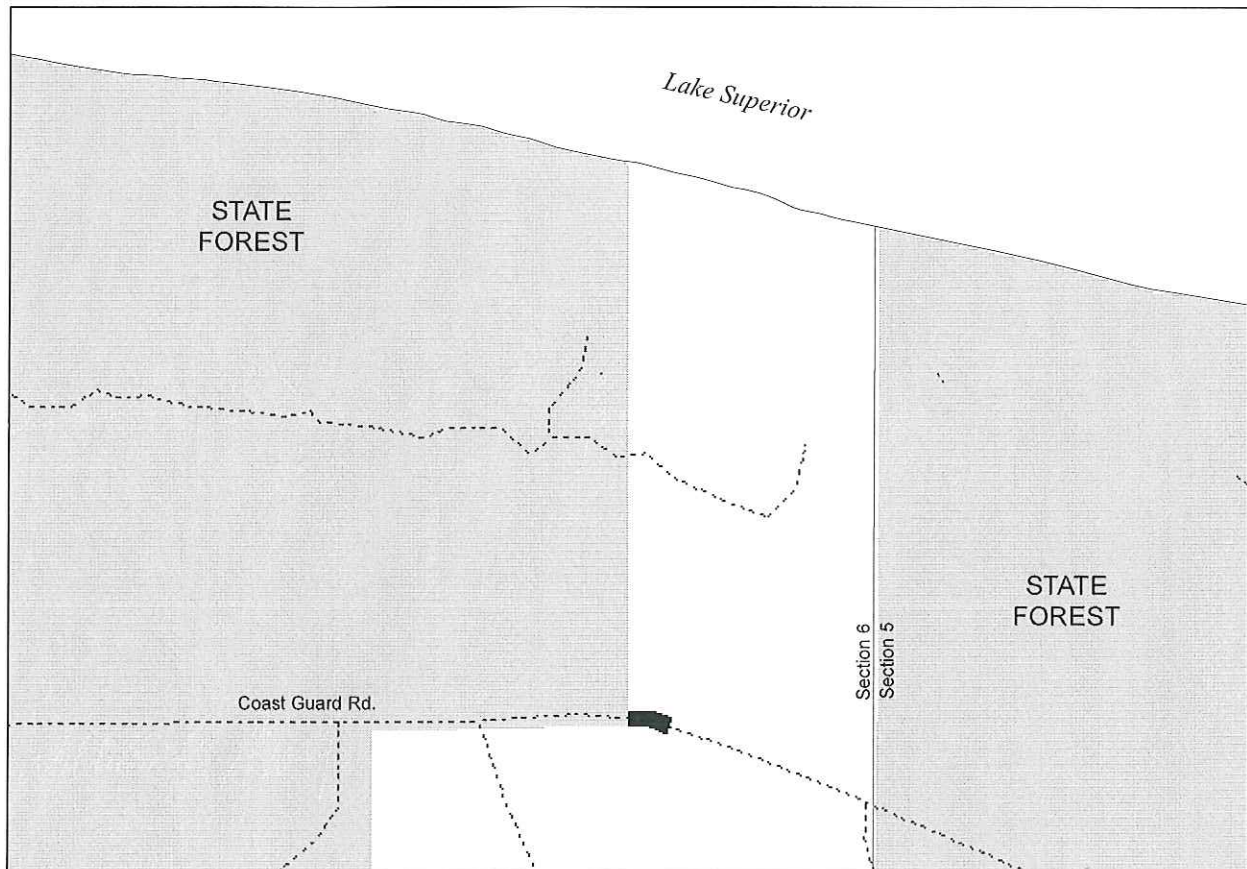 Lake Superior
STATE
FOREST
STATE
FOREST
Section 6
Section 5
Coast Guard Rd.